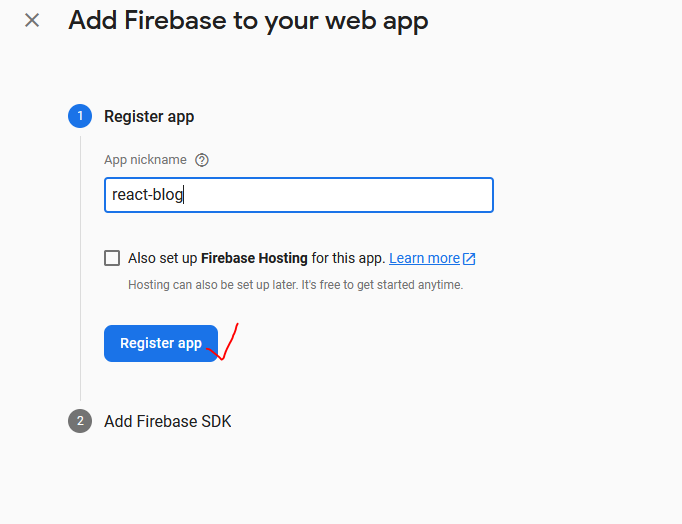 Add Firebase to your web app
1 Register app
App nickname
react-blog
Also set up Firebase Hosting for this app. Learn more
Hosting can also be set up later. It's free to get started anytime.
Register app
2 Add Firebase SDK